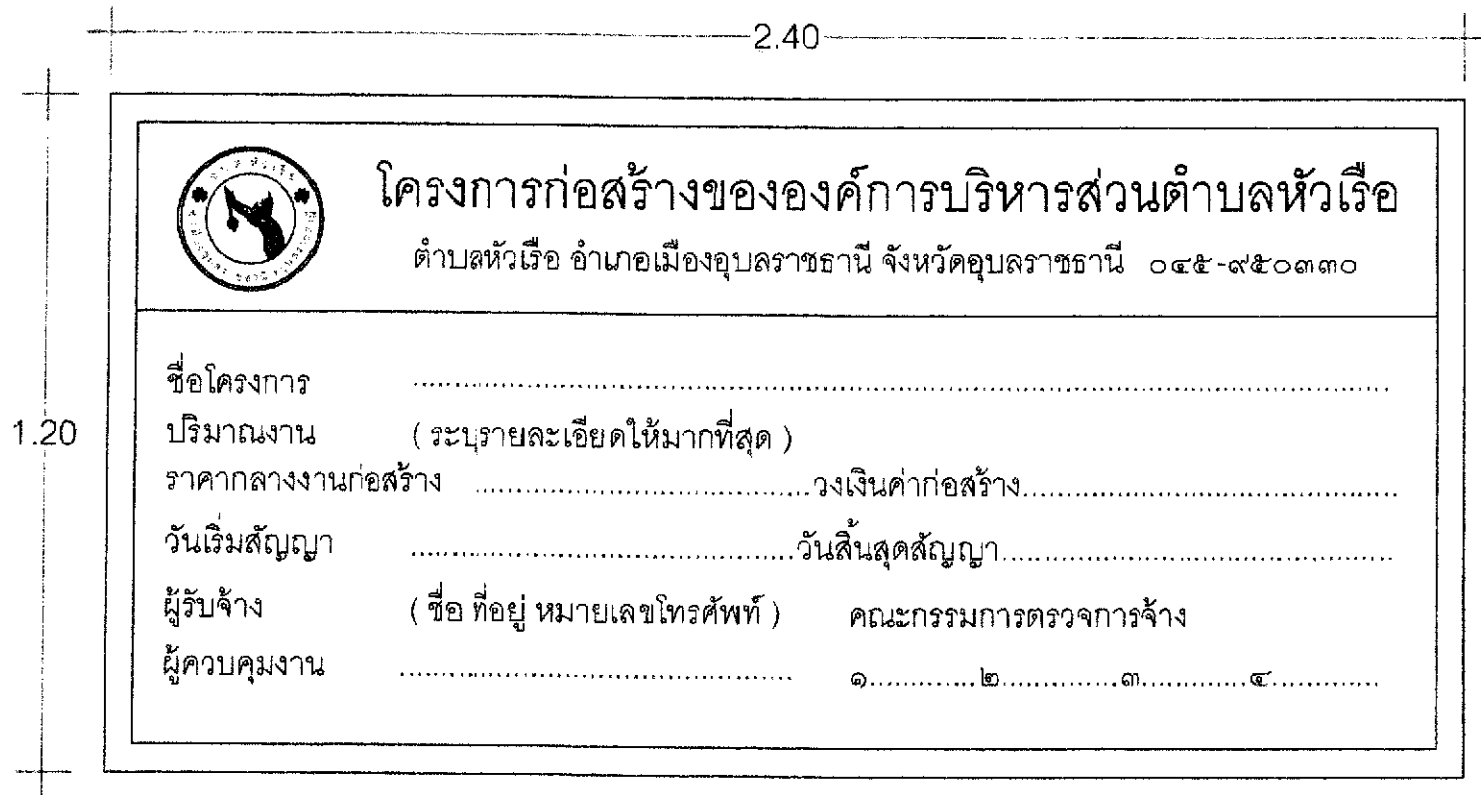 2.40
1.20
โครงการก่อสร้างขององค์การบริหารส่วนตำบลหัวเรือ
ตำบลหัวเรือ อำเภอเมืองอุบลราชธานี จังหวัดอุบลราชธานี ๐๔๕-๙๕๐๓๓๐
ชื่อโครงการ ........................................................................
ปริมาณงาน ( ระบุรายละเอียดให้มากที่สุด )
ราคากลางงานก่อสร้าง ....................................วงเงินค่าก่อสร้าง........................................
วันเริ่มสัญญา ........................................วันสิ้นสุดสัญญา........................................
ผู้รับจ้าง ( ชื่อ ที่อยู่ หมายเลขโทรศัพท์ ) คณะกรรมการตรวจการจ้าง
ผู้ควบคุมงาน ........................................ ๑.............๒..............๓.............๔..............